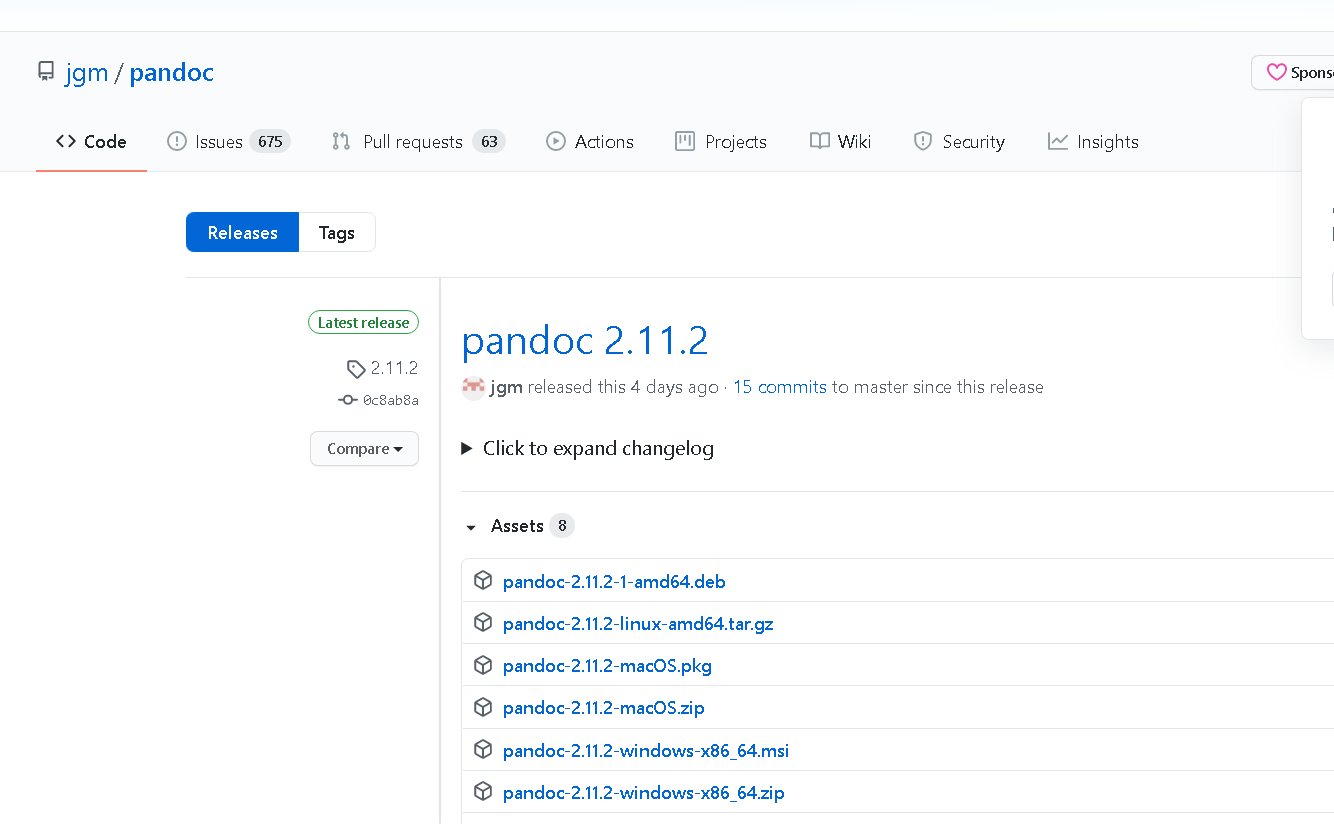 jgm / pandoc
Spons
Code Issues 675 Pull requests 63 Actions Projects Wiki Security Insights
Releases Tags
Latest release
2.11.2
0c8ab8a
Compare
pandoc 2.11.2
jgm released this 4 days ago · 15 commits to master since this release
Click to expand changelog
Assets 8
pandoc-2.11.2-1-amd64.deb
pandoc-2.11.2-linux-amd64.tar.gz
pandoc-2.11.2-macOS.pkg
pandoc-2.11.2-macOS.zip
pandoc-2.11.2-windows-x86_64.msi
pandoc-2.11.2-windows-x86_64.zip